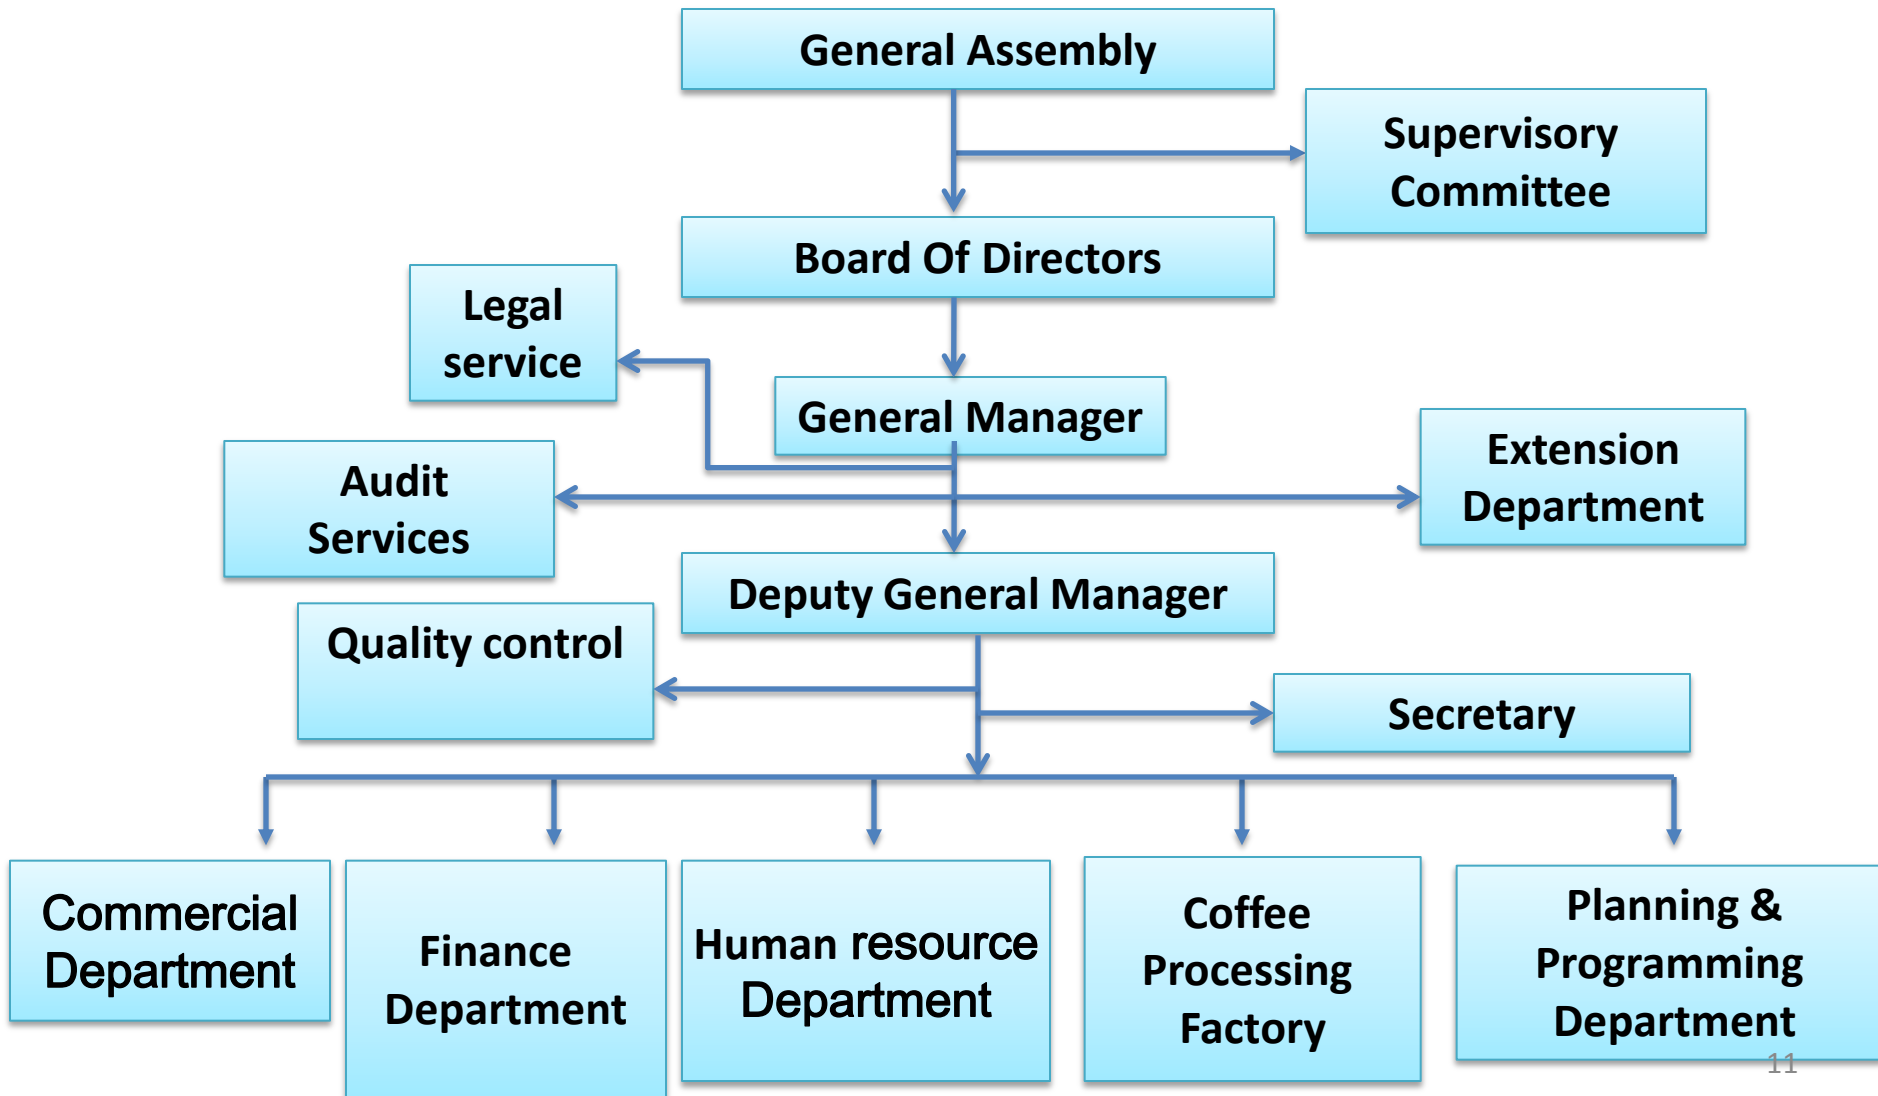 General Assembly
Supervisory
Committee
Board Of Directors
Legal
service
General Manager
Extension
Department
Audit
Services
Deputy General Manager
Quality control
Secretary
Commercial
Department
Finance
Department
Human resource
Department
Coffee
Processing
Factory
Planning &
Programming
Department
11